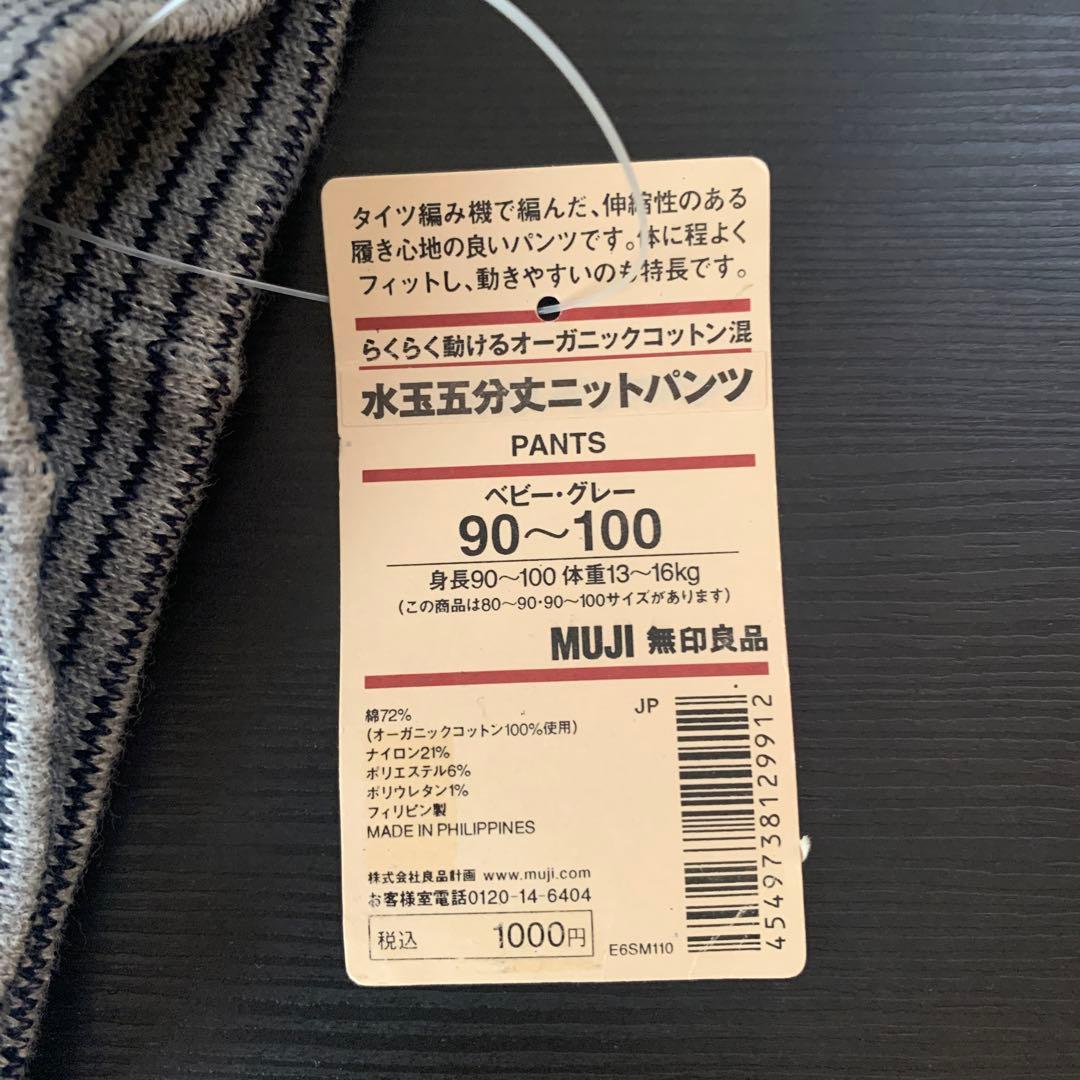 タイツ編み機で編んだ、伸縮性のある
履き心地の良いパンツです。体に程よく
フィットし、動きやすいのも特長です。
らくらく動けるオーガニックコットン混
水玉五分丈ニットパンツ
PANTS
ベビー・グレー
90～100
身長90～100 体重13～16kg
(この商品は80～90・90～100サイズがあります)
MUJI 無印良品
綿72%
(オーガニックコットン100%使用)
ナイロン21%
ポリエステル6%
ポリウレタン1%
フィリピン製
MADE IN PHILIPPINES
株式会社良品計画 www.muji.com
お客様室電話0120-14-6404
税込 1000円
JP
4549738129912
E6SM110